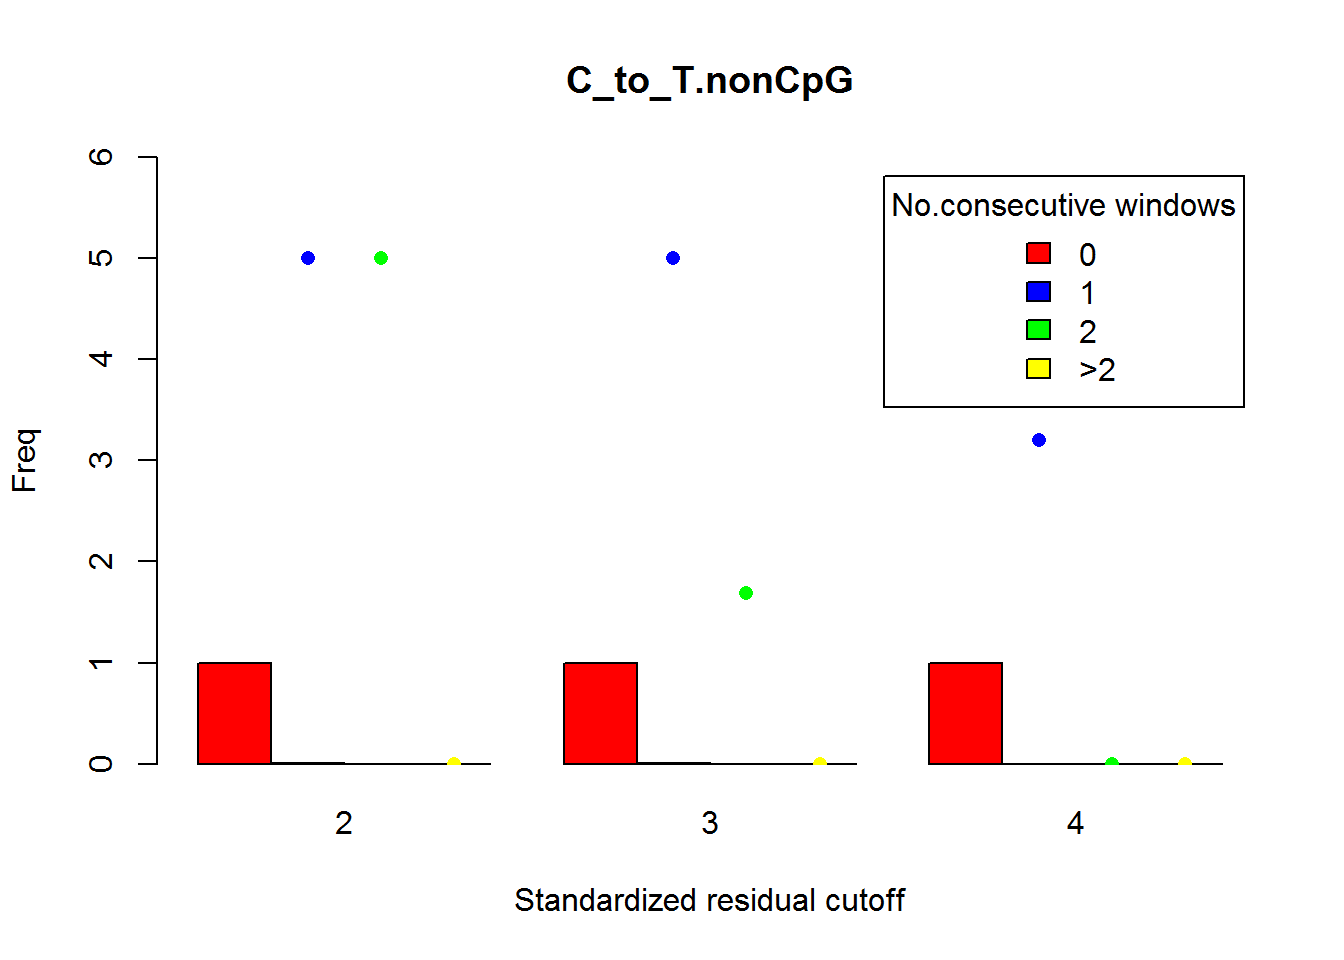 C_to_T.nonCpG
6
5
4
3
2
1
0
Freq
No.consecutive windows
0
1
2
>2
2 3 4
Standardized residual cutoff